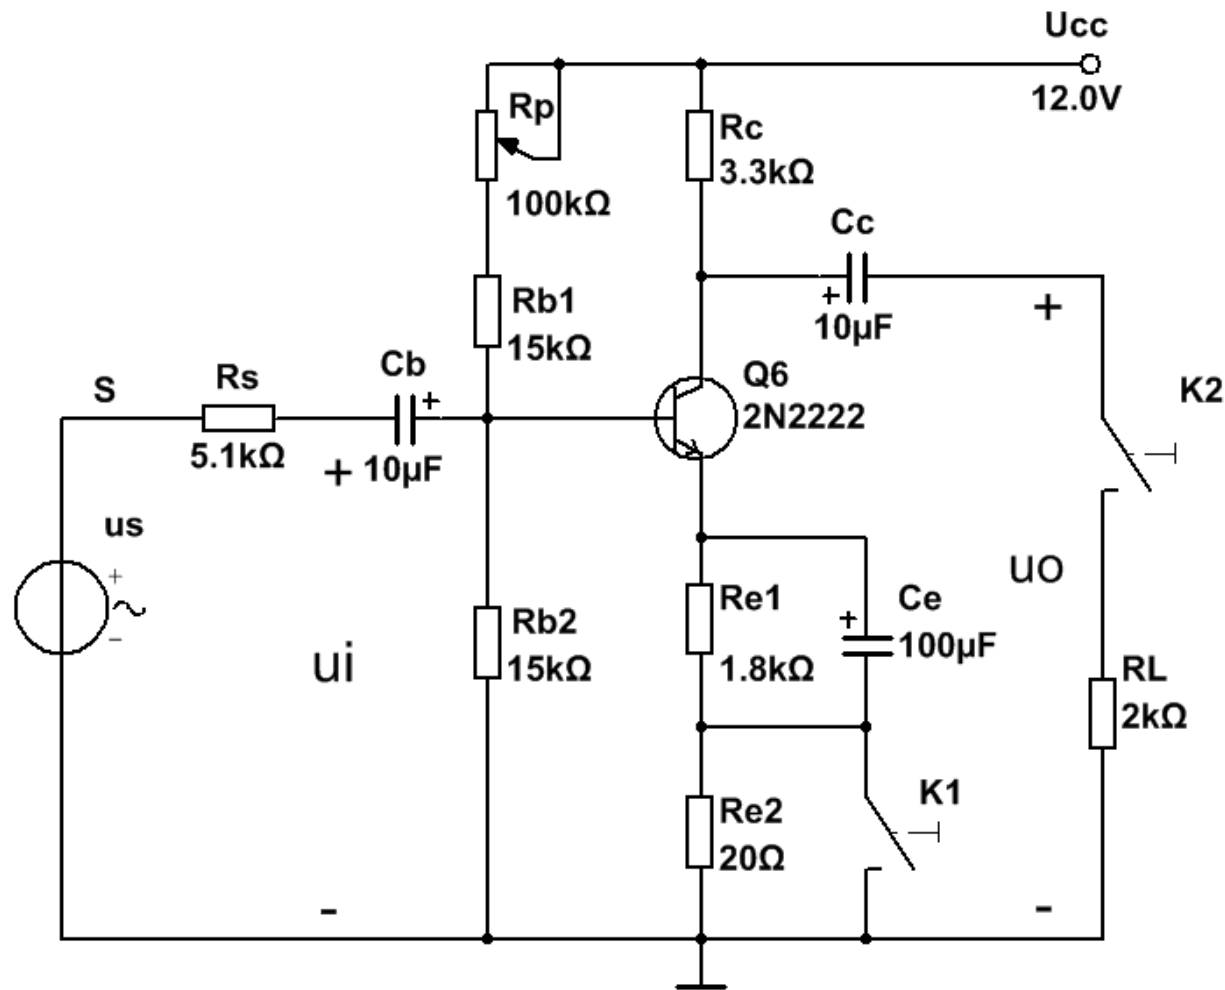 Ucc
12.0V
Rp
100kΩ
Rc
3.3kΩ
Cc
+
10µF
+
Rb1
15kΩ
S
Rs
5.1kΩ
Cb
+
+ 10µF
Q6
2N2222
K2
us
+
-
ui
Rb2
15kΩ
Re1
1.8kΩ
Ce
+
100µF
uo
RL
2kΩ
K1
Re2
20Ω
-
-